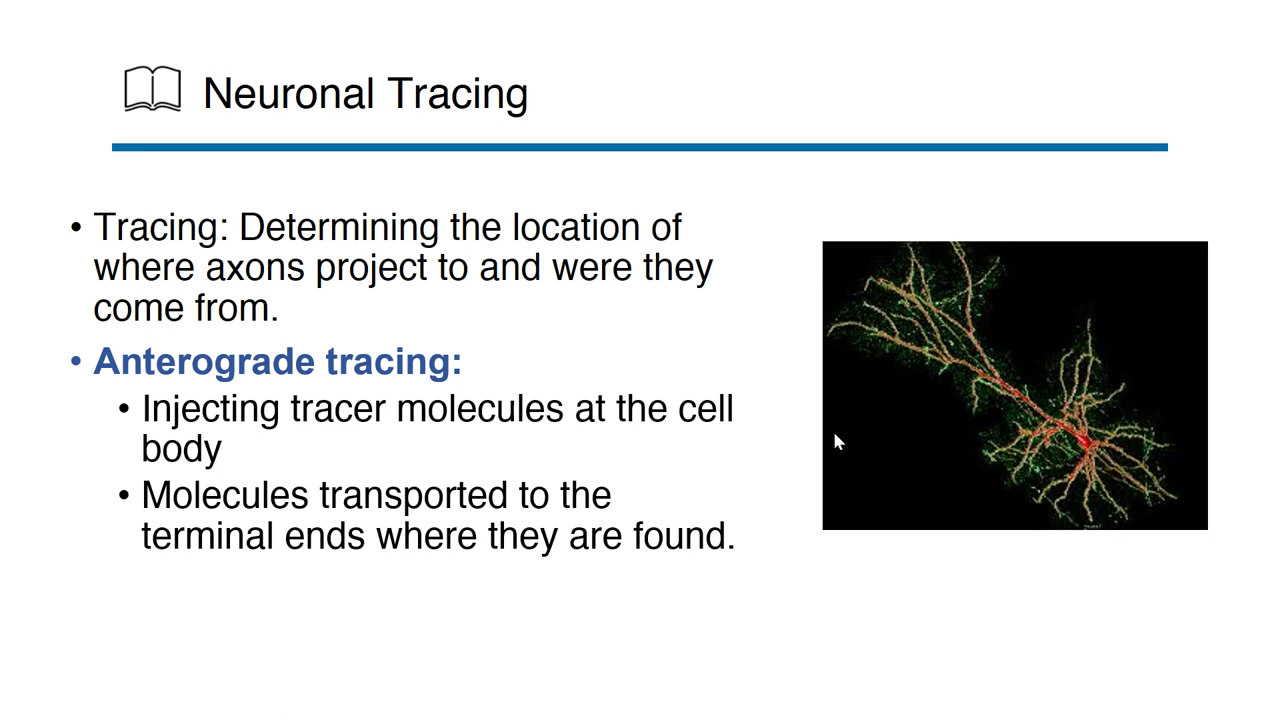 Neuronal Tracing
• Tracing: Determining the location of
where axons project to and were they
come from.
• Anterograde tracing:
• Injecting tracer molecules at the cell
body
• Molecules transported to the
terminal ends where they are found.